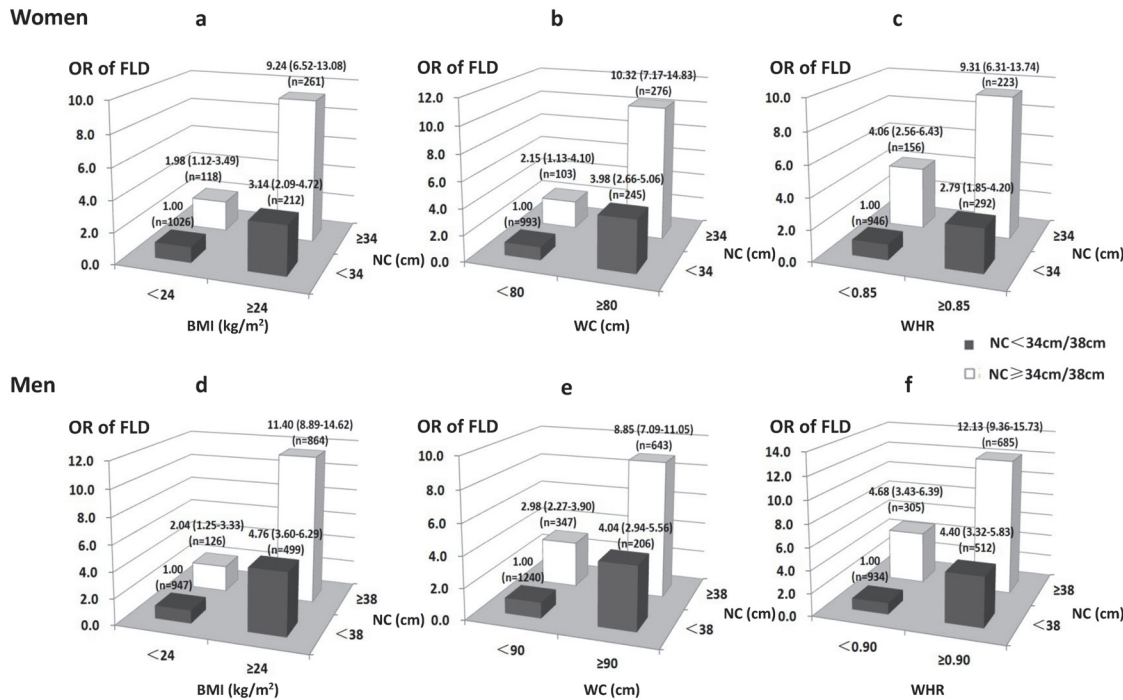 Women
a
OR of FLD
9.24 (6.52-13.08)
(n=261)
10.0
8.0
6.0
4.0
2.0
0.0
1.98 (1.12-3.49)
(n=118)
3.14 (2.09-4.72)
(n=212)
1.00
(n=1026)
≥34
NC (cm)
<34
<24
≥24
BMI (kg/m²)
b
OR of FLD
10.32 (7.17-14.83)
(n=276)
12.0
10.0
8.0
6.0
4.0
2.0
0.0
2.15 (1.13-4.10)
(n=103)
3.98 (2.66-5.06)
(n=245)
1.00
(n=993)
≥34
NC (cm)
<34
<80
≥80
WC (cm)
c
OR of FLD
9.31 (6.31-13.74)
(n=223)
10.0
8.0
6.0
4.0
2.0
0.0
4.06 (2.56-6.43)
(n=156)
2.79 (1.85-4.20)
(n=292)
1.00
(n=946)
≥34
NC (cm)
<34
<0.85
≥0.85
WHR
NC<34cm/38cm
NC≥34cm/38cm
Men
d
OR of FLD
11.40 (8.89-14.62)
(n=864)
12.0
10.0
8.0
6.0
4.0
2.0
0.0
2.04 (1.25-3.33)
(n=126)
4.76 (3.60-6.29)
(n=499)
1.00
(n=947)
≥38
NC (cm)
<38
<24
≥24
BMI (kg/m²)
e
OR of FLD
8.85 (7.09-11.05)
(n=643)
10.0
8.0
6.0
4.0
2.0
0.0
2.98 (2.27-3.90)
(n=347)
4.04 (2.94-5.56)
(n=206)
1.00
(n=1240)
≥38
NC (cm)
<38
<90
≥90
WC (cm)
f
OR of FLD
12.13 (9.36-15.73)
(n=685)
14.0
12.0
10.0
8.0
6.0
4.0
2.0
0.0
4.68 (3.43-6.39)
(n=305)
4.40 (3.32-5.83)
(n=512)
1.00
(n=934)
≥38
NC (cm)
<38
<0.90
≥0.90
WHR